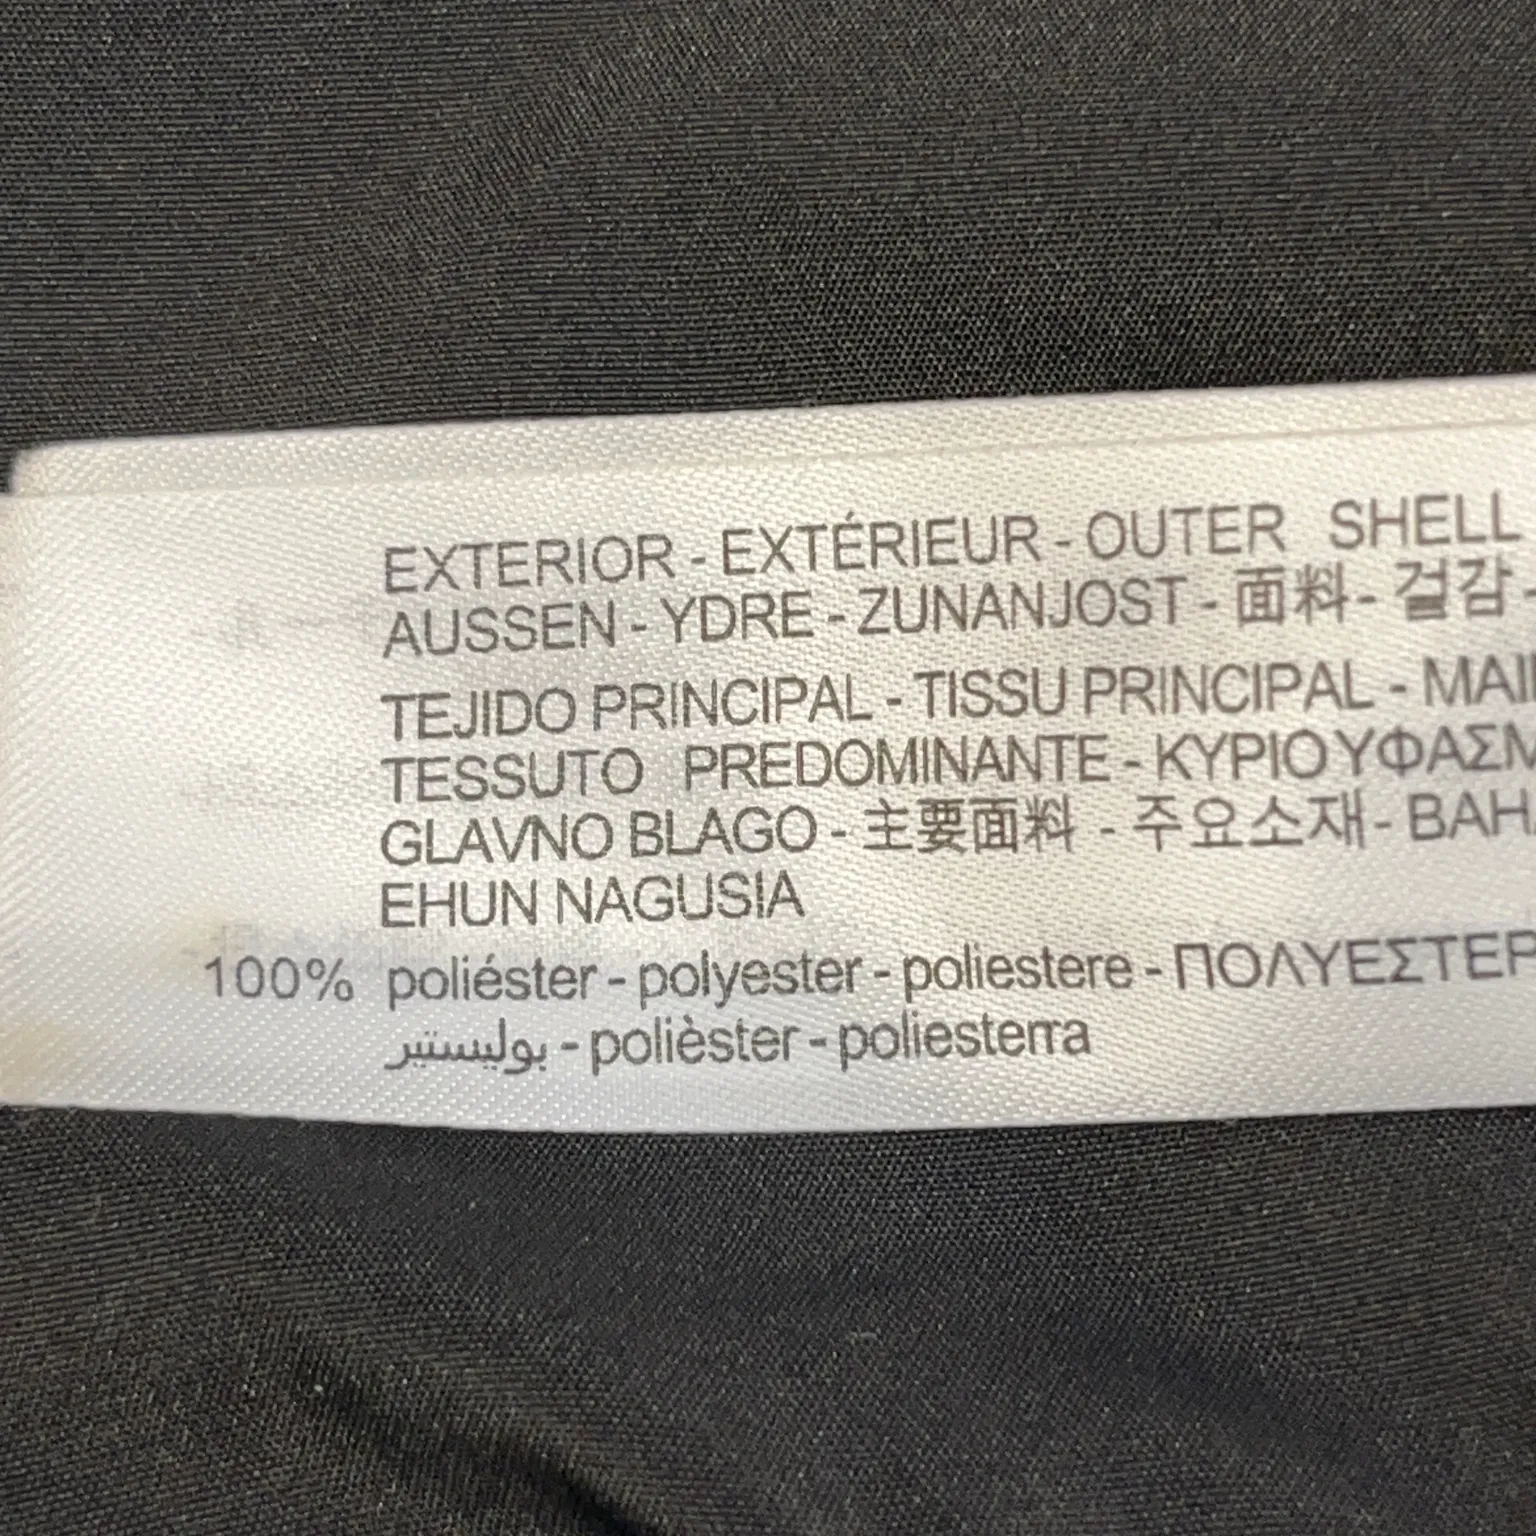 EXTERIOR - EXTÉRIEUR - OUTER SHELL
AUSSEN - YDRE - ZUNANJOST - 面料 - 겉감 -
TEJIDO PRINCIPAL - TISSU PRINCIPAL -
TESSUTO PREDOMINANTE - ΚΥΡΙΟ
GLAVNO BLAGO - 主要面料 - 주요소재 -
EHUN NAGUSIA
100% poliéster - polyester - poliestere -
بوليستير - polièster - poliesterra